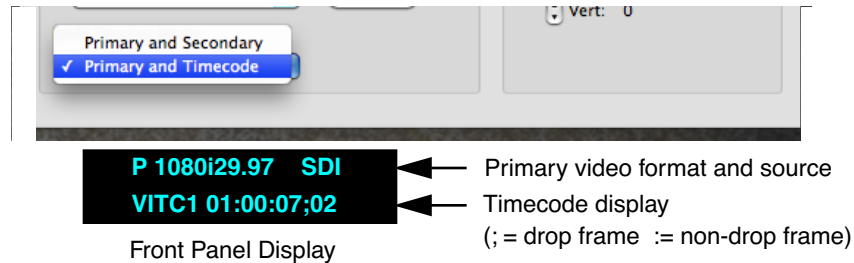 Vert: 0
Primary and Secondary
✓ Primary and Timecode
P 1080i29.97 SDI
Primary video format and source
VITC1 01:00:07;02
Timecode display
(; = drop frame := non-drop frame)
Front Panel Display